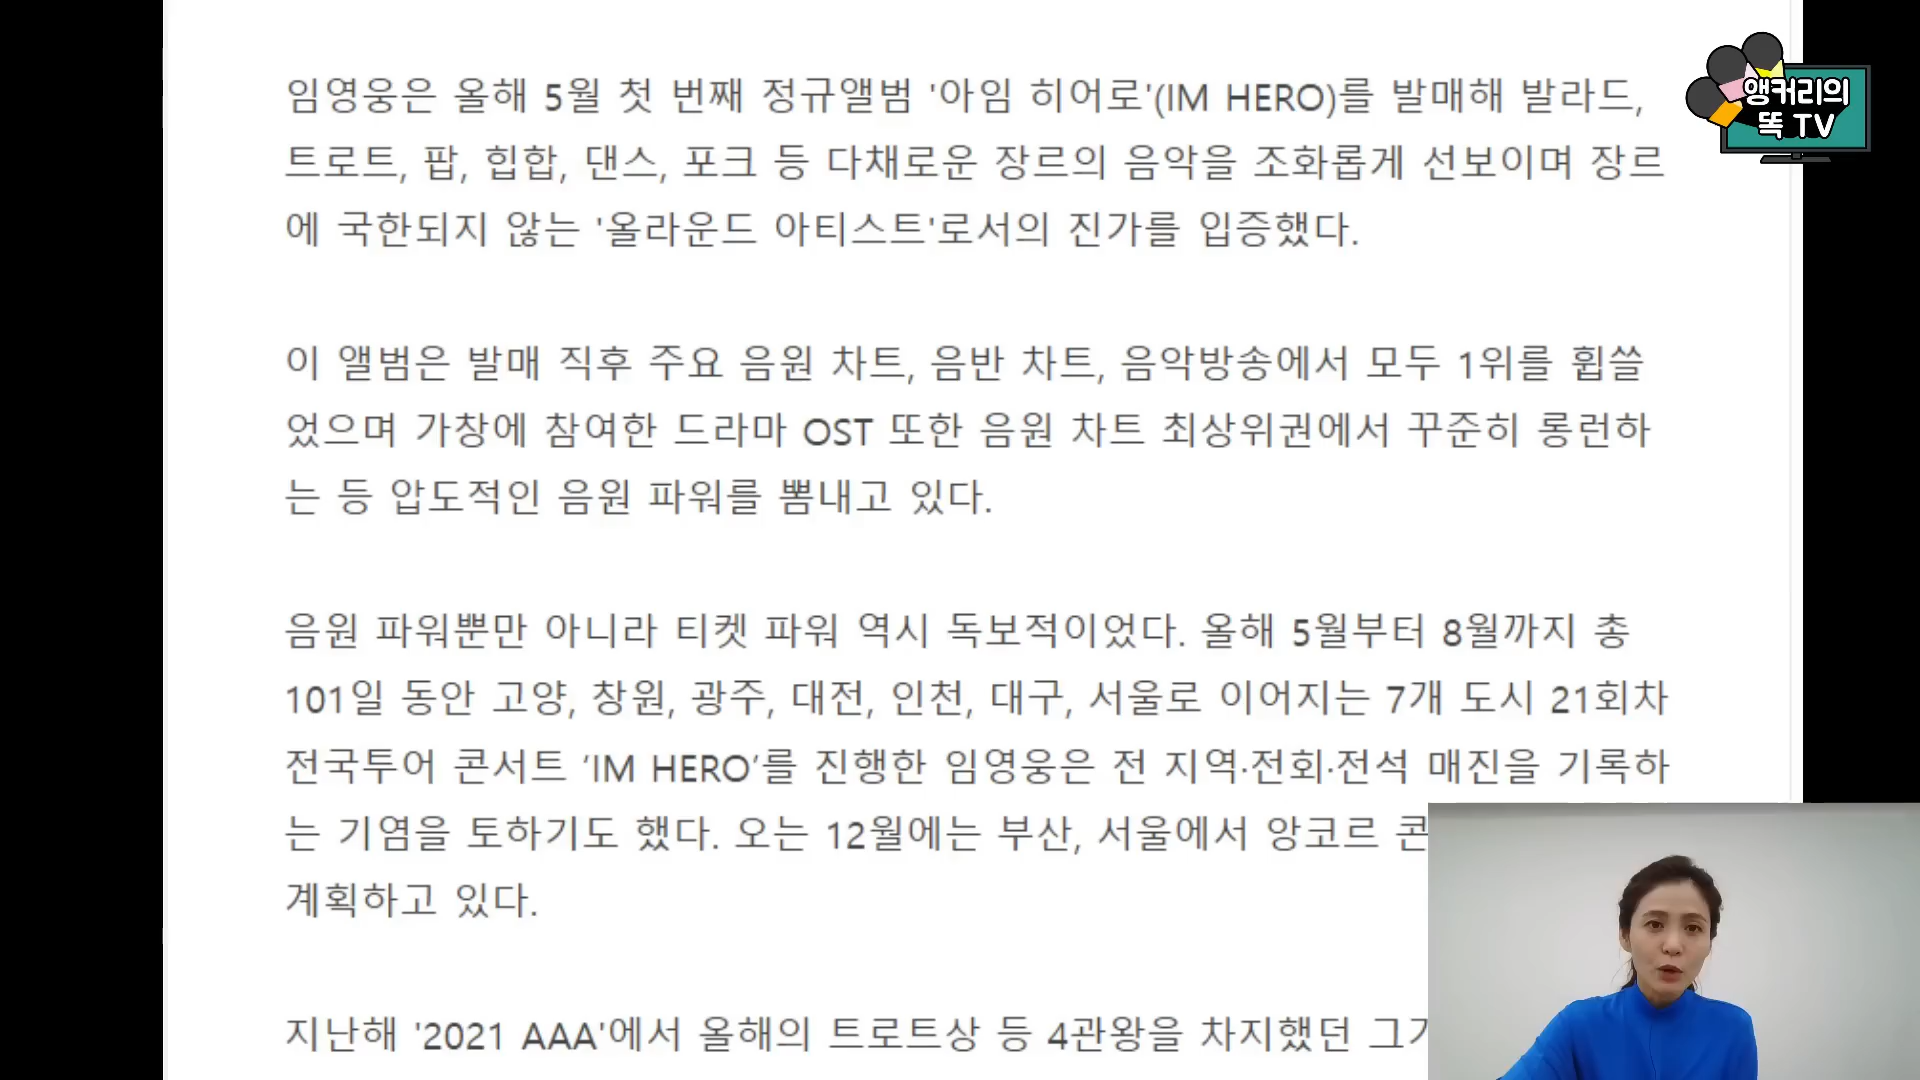 임영웅은 올해 5월 첫 번째 정규앨범 '아임 히어로'(IM HERO)를 발매해 발라드,
트로트, 팝, 힙합, 댄스, 포크 등 다채로운 장르의 음악을 조화롭게 선보이며 장르
에 국한되지 않는 '올라운드 아티스트'로서의 진가를 입증했다.
이 앨범은 발매 직후 주요 음원 차트, 음반 차트, 음악방송에서 모두 1위를 휩쓸
었으며 가창에 참여한 드라마 OST 또한 음원 차트 최상위권에서 꾸준히 롱런하
는 등 압도적인 음원 파워를 뽐내고 있다.
음원 파워뿐만 아니라 티켓 파워 역시 독보적이었다. 올해 5월부터 8월까지 총
101일 동안 고양, 창원, 광주, 대전, 인천, 대구, 서울로 이어지는 7개 도시 21회차
전국투어 콘서트 ‘IM HERO’를 진행한 임영웅은 전 지역·전회·전석 매진을 기록하
는 기염을 토하기도 했다. 오는 12월에는 부산, 서울에서 앙코르 콘
계획하고 있다.
지난해 '2021 AAA'에서 올해의 트로트상 등 4관왕을 차지했던 그
앵커리의
똑 TV